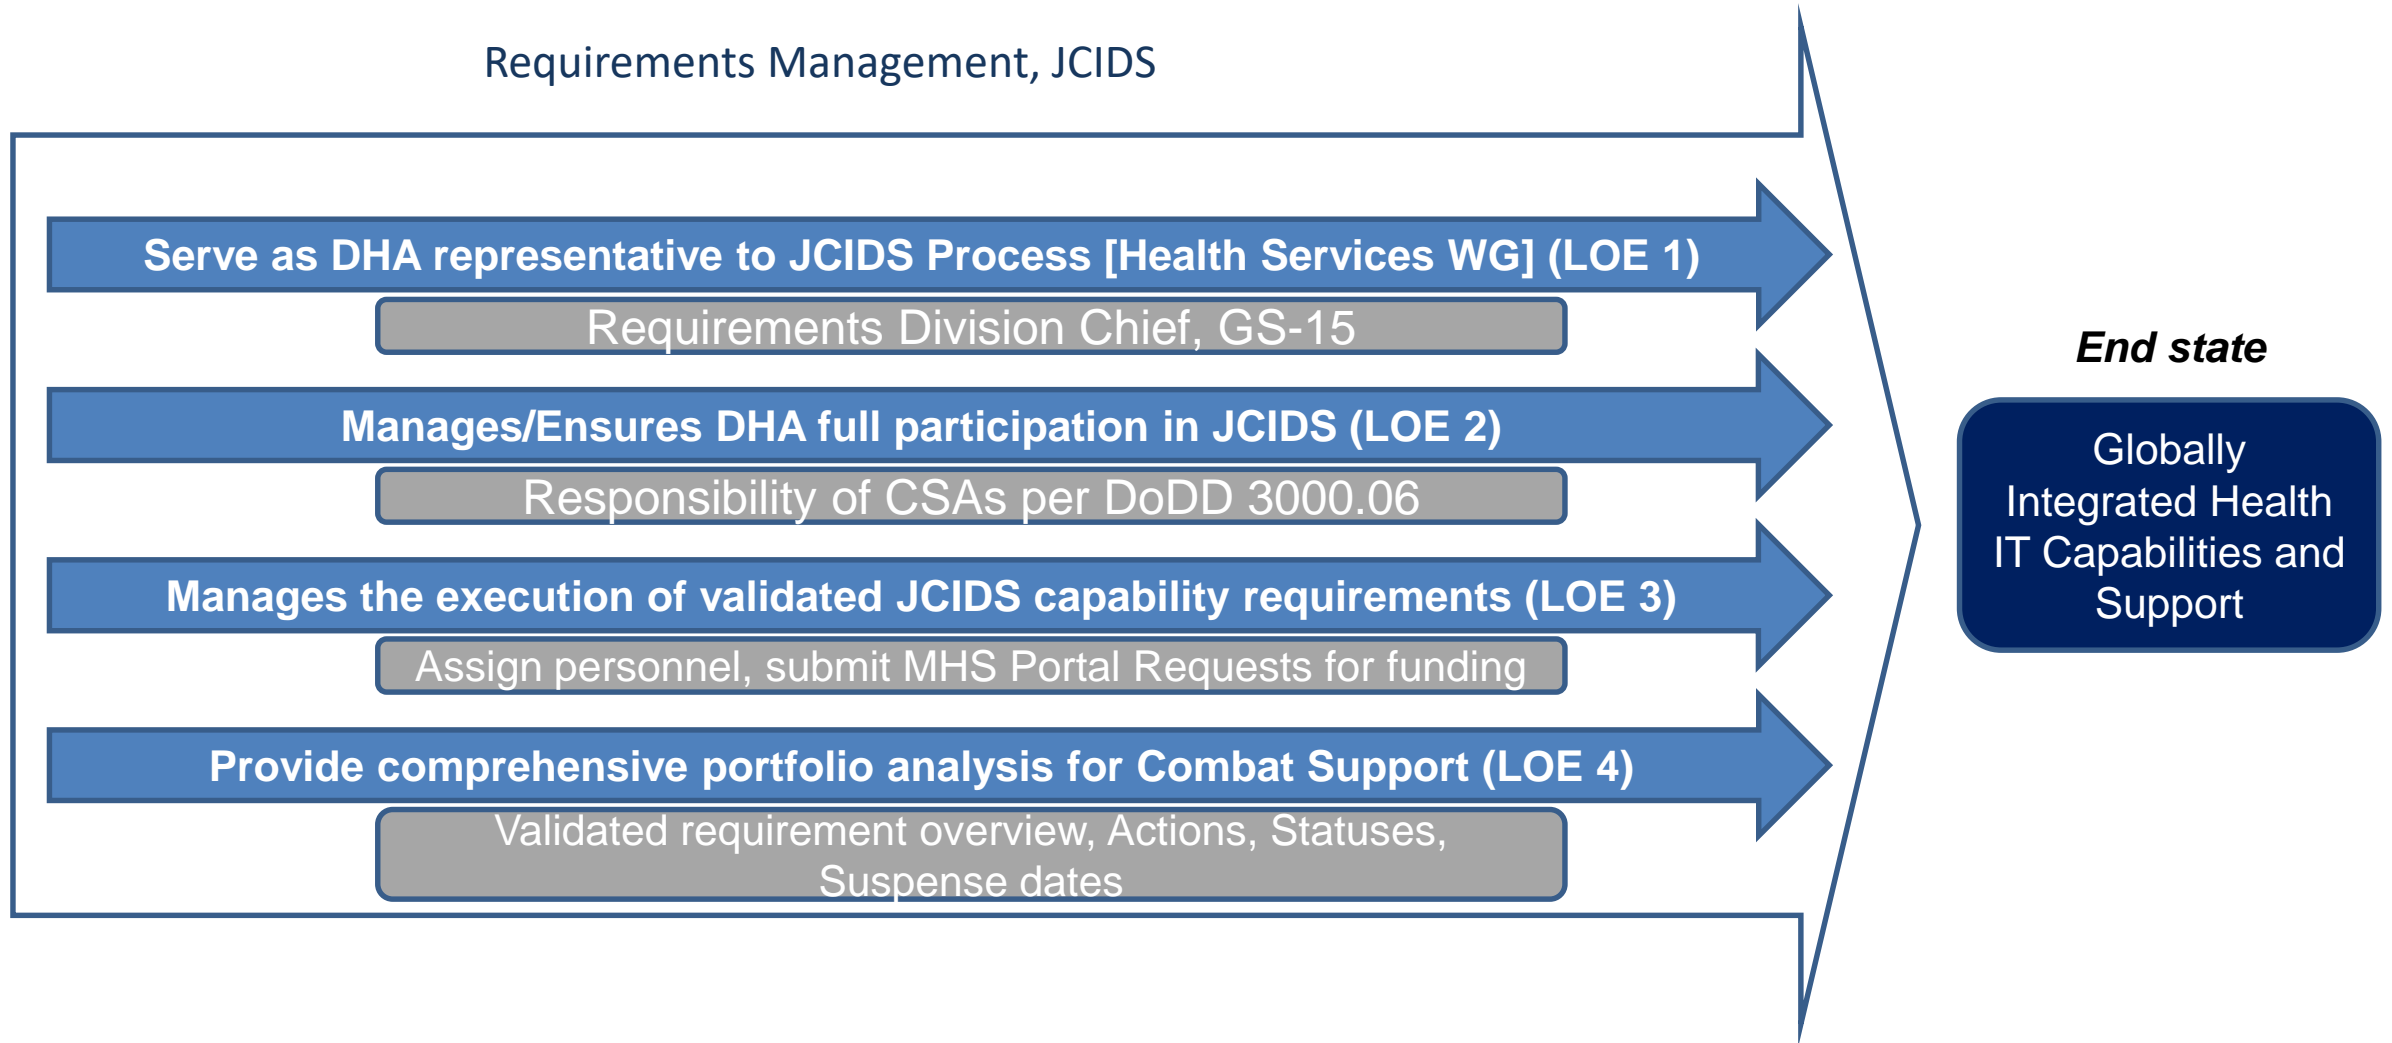 Requirements Management, JCIDS
Serve as DHA representative to JCIDS Process [Health Services WG] (LOE 1)
Requirements Division Chief, GS-15
Manages/Ensures DHA full participation in JCIDS (LOE 2)
Responsibility of CSAs per DoDD 3000.06
Manages the execution of validated JCIDS capability requirements (LOE 3)
Assign personnel, submit MHS Portal Requests for funding
Provide comprehensive portfolio analysis for Combat Support (LOE 4)
Validated requirement overview, Actions, Statuses,
Suspense dates
End state
Globally
Integrated Health
IT Capabilities and
Support